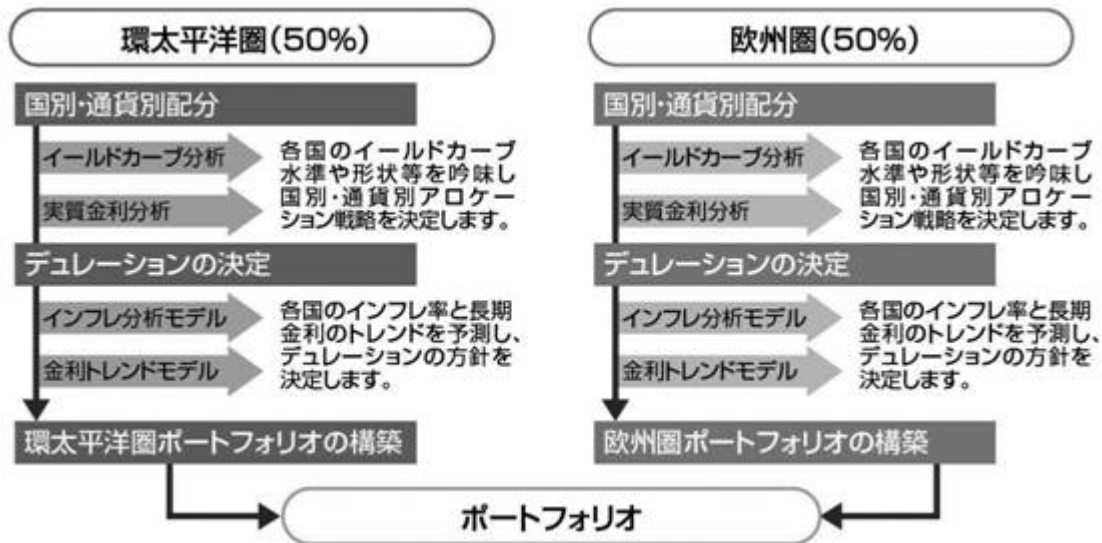 環太平洋圏(50%)
国別・通貨別配分
イールドカーブ分析
実質金利分析
各国のイールドカーブ
水準や形状等を吟味し
国別・通貨別アロケー
ション戦略を決定します。
デュレーションの決定
インフレ分析モデル
金利トレンドモデル
各国のインフレ率と長期
金利のトレンドを予測し、
デュレーションの方針を
決定します。
環太平洋圏ポートフォリオの構築
欧州圏(50%)
国別・通貨別配分
イールドカーブ分析
実質金利分析
各国のイールドカーブ
水準や形状等を吟味し
国別・通貨別アロケー
ション戦略を決定します。
デュレーションの決定
インフレ分析モデル
金利トレンドモデル
各国のインフレ率と長期
金利のトレンドを予測し、
デュレーションの方針を
決定します。
欧州圏ポートフォリオの構築
ポートフォリオ